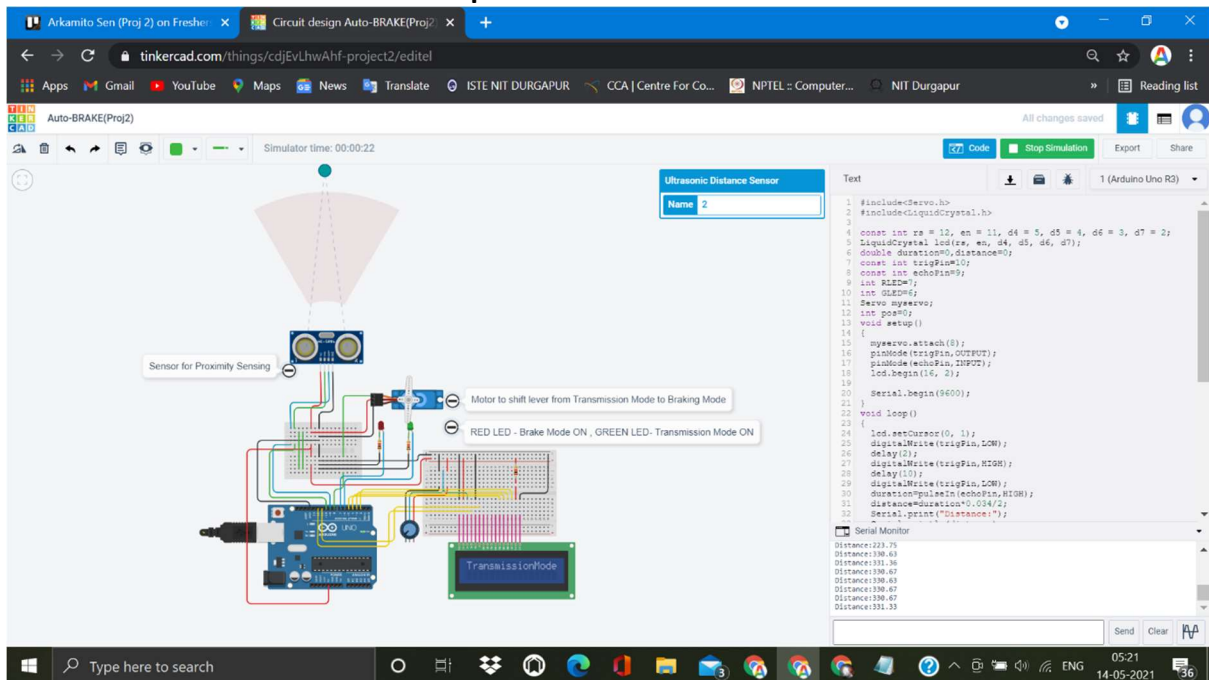 Arkamito Sen (Proj 2) on Fresher
Circuit design Auto-BRAKE(Proj2)
tinkercad.com/things/cdjEvLhwAhf-project2/editel
Apps
Gmail
YouTube
Maps
News
Translate
ISTE NIT DURGAPUR
CCA | Centre For Co...
NPTEL :: Computer...
NIT Durgapur
»
Reading list
TIN
KER
CAD
Auto-BRAKE(Proj2)
All changes saved
Simulator time: 00:00:22
Code
Stop Simulation
Export
Share
Ultrasonic Distance Sensor
Name 2
Text
1 (Arduino Uno R3)
1 #include<Servo.h>
2 #include<LiquidCrystal.h>
3
4 const int rs = 12, en = 11, d4 = 5, d5 = 4, d6 = 3, d7 = 2;
5 LiquidCrystal lcd(rs, en, d4, d5, d6, d7);
6 double duration=0,distance=0;
7 const int trigPin=10;
8 const int echoPin=9;
9 int RLED=7;
10 int GLED=6;
11 Servo myservo;
12 int pos=0;
13 void setup()
14 {
15 myservo.attach(8);
16 pinMode(trigPin,OUTPUT);
17 pinMode(echoPin,INPUT);
18 lcd.begin(16, 2);
19
20 Serial.begin(9600);
21 }
22 void loop()
23 {
24 lcd.setCursor(0, 1);
25 digitalWrite(trigPin,LOW);
26 delay(2);
27 digitalWrite(trigPin,HIGH);
28 delay(10);
29 digitalWrite(trigPin,LOW);
30 duration=pulseIn(echoPin,HIGH);
31 distance=duration*0.034/2;
32 Serial.print("Distance:");
Sensor for Proximity Sensing
Motor to shift lever from Transmission Mode to Braking Mode
RED LED - Brake Mode ON , GREEN LED- Transmission Mode ON
UNO
TransmissionMode
Serial Monitor
Distance:223.75
Distance:330.63
Distance:331.36
Distance:330.67
Distance:330.63
Distance:330.67
Distance:330.67
Distance:331.33
Send
Clear
Type here to search
3
ENG
05:21
14-05-2021
36